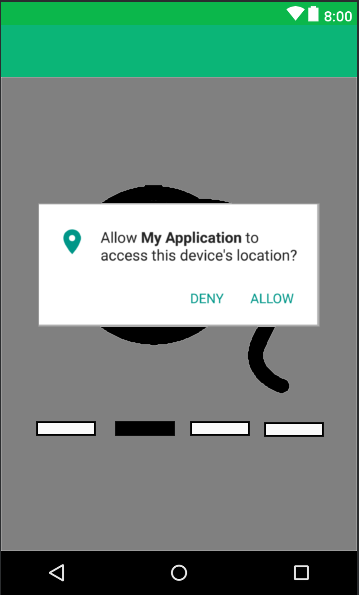 8:00
Allow My Application to
access this device's location?
DENY ALLOW